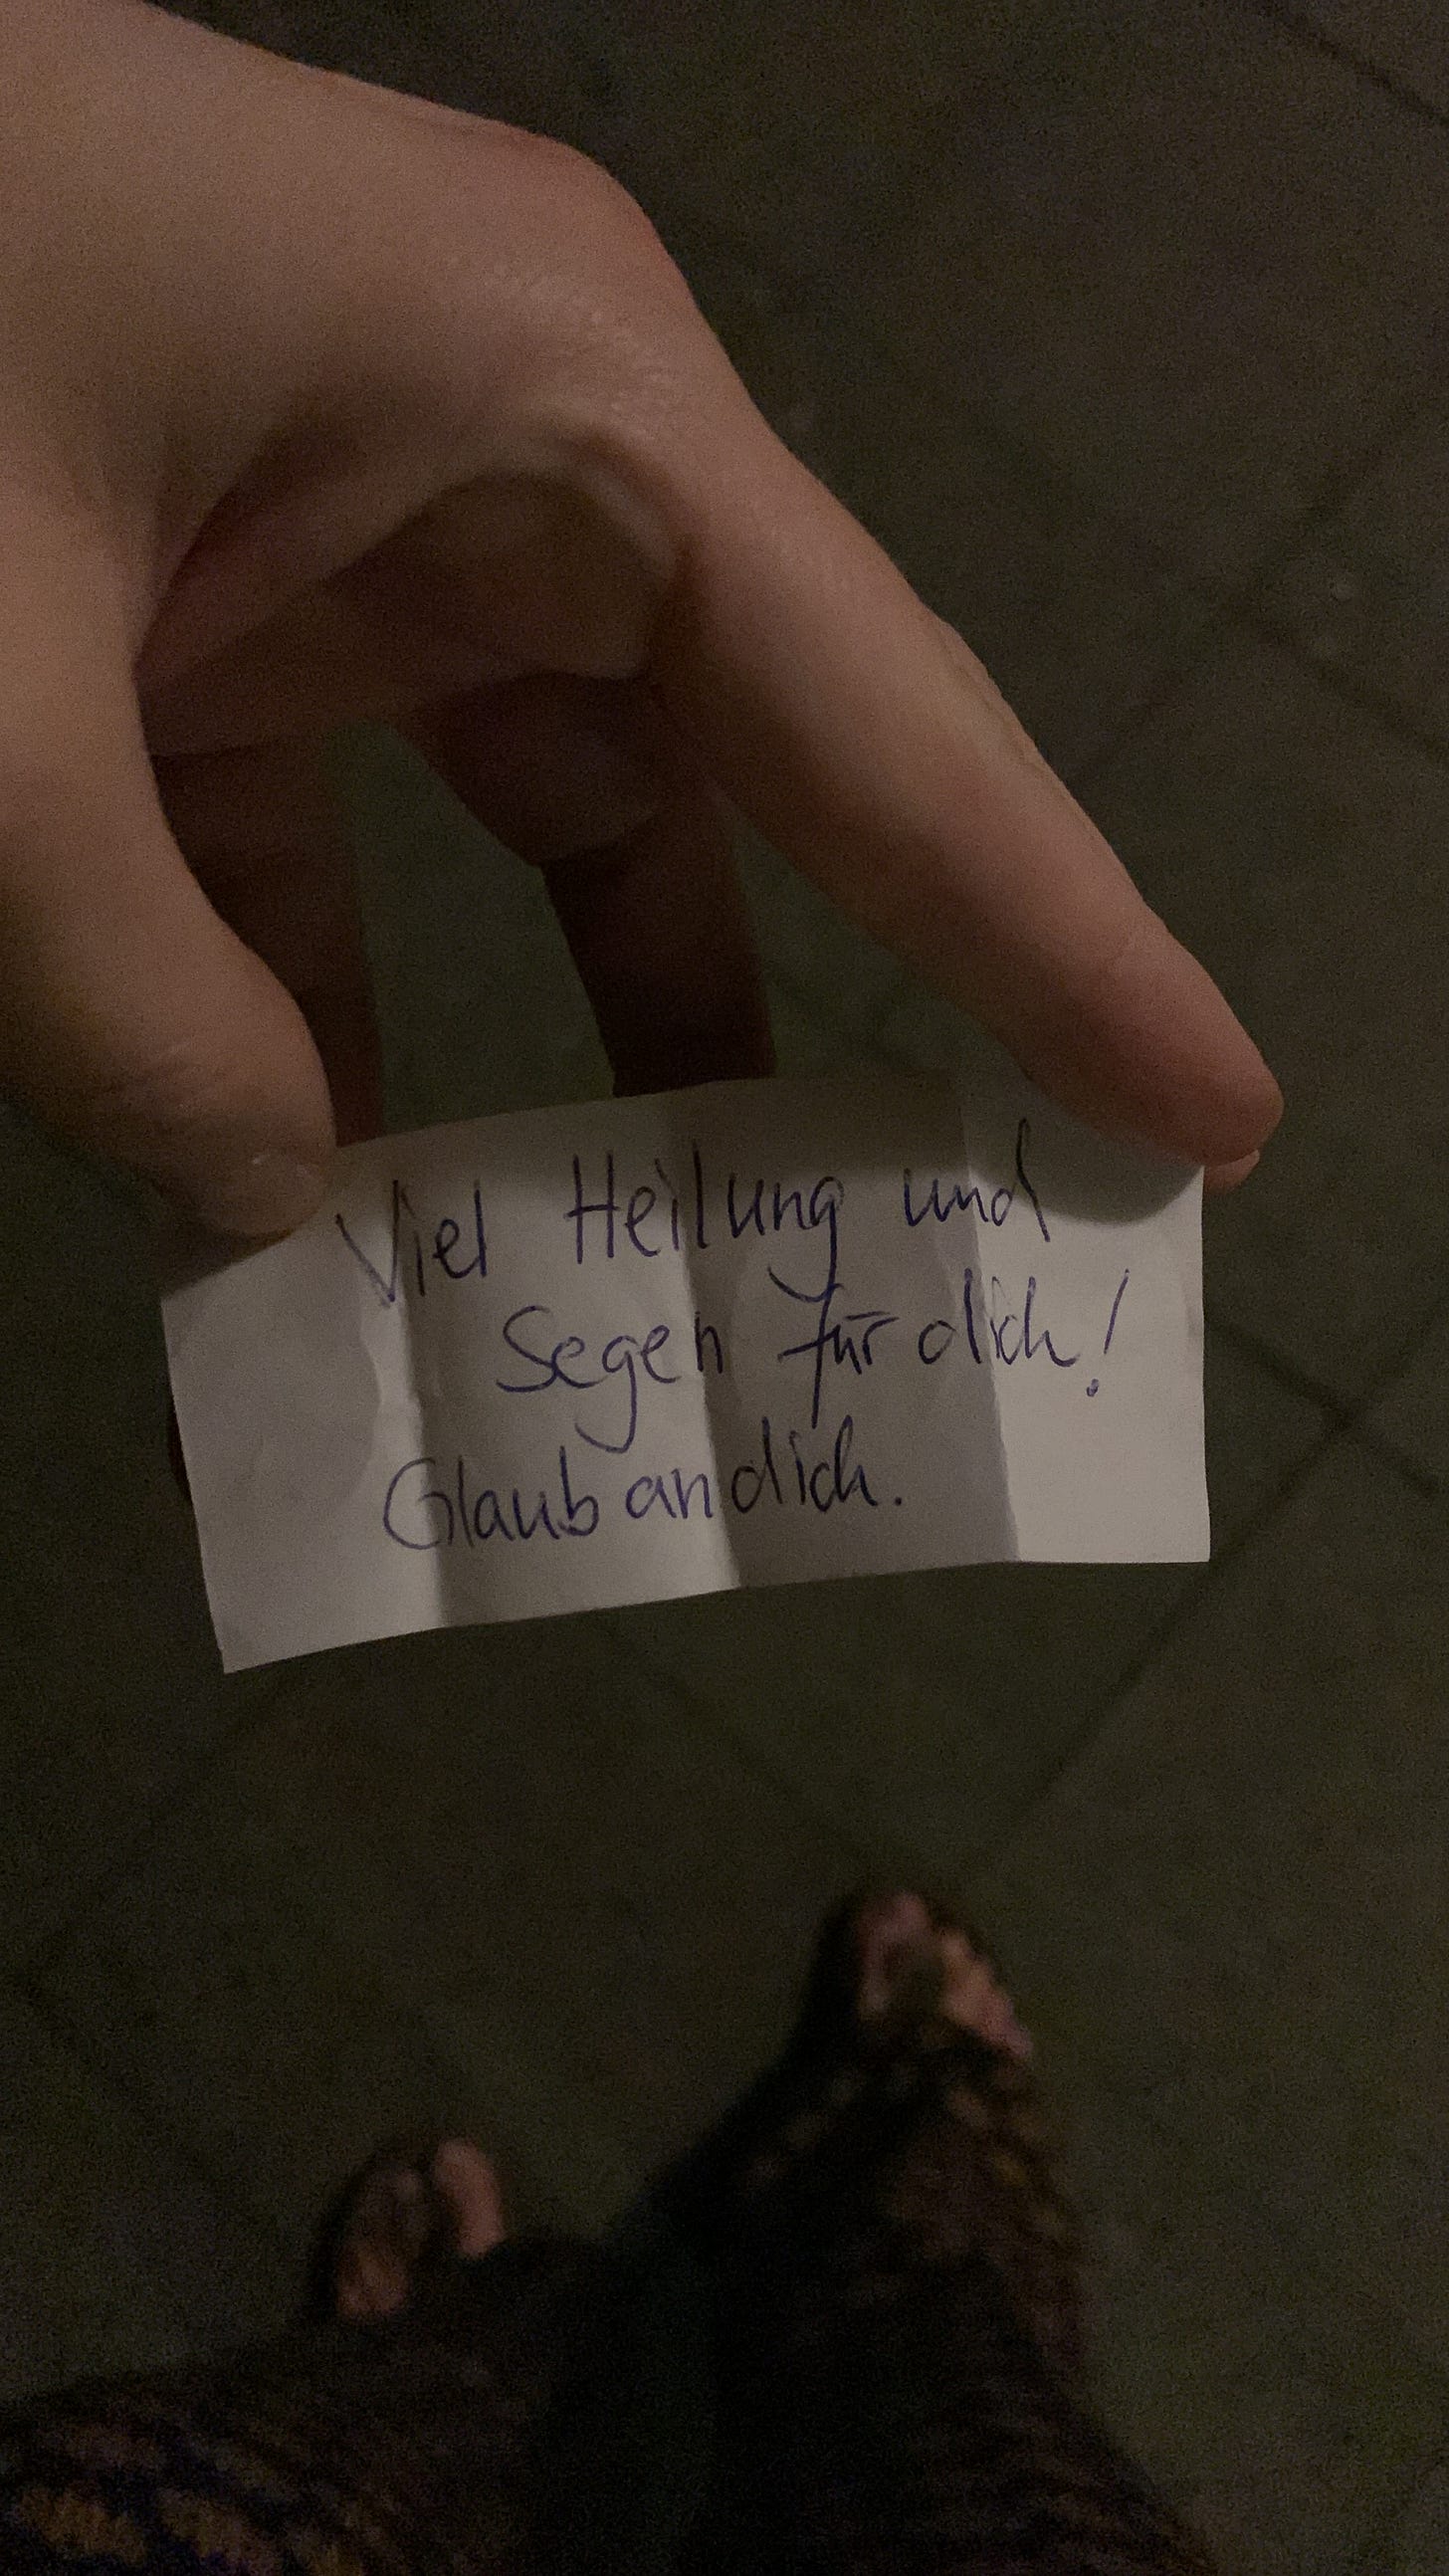 Viel Heilung und
Segen für dich!
Glaub an dich.